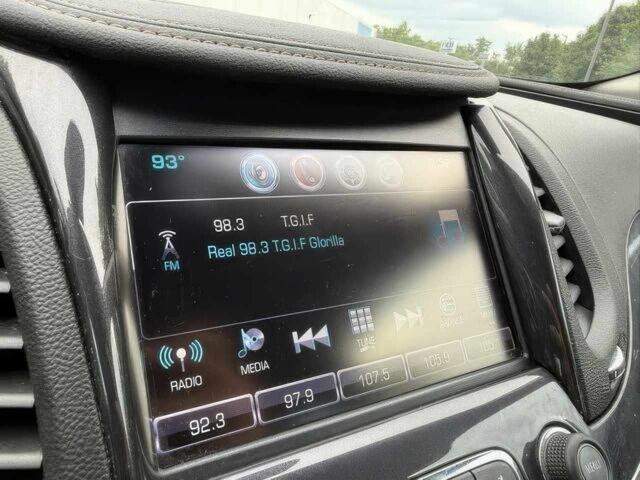 93°
98.3 T.G.I.F
Real 98.3 T.G.I.F Glorilla
FM
RADIO
MEDIA
TUNE
92.3
97.9
107.5
105.9
MENU